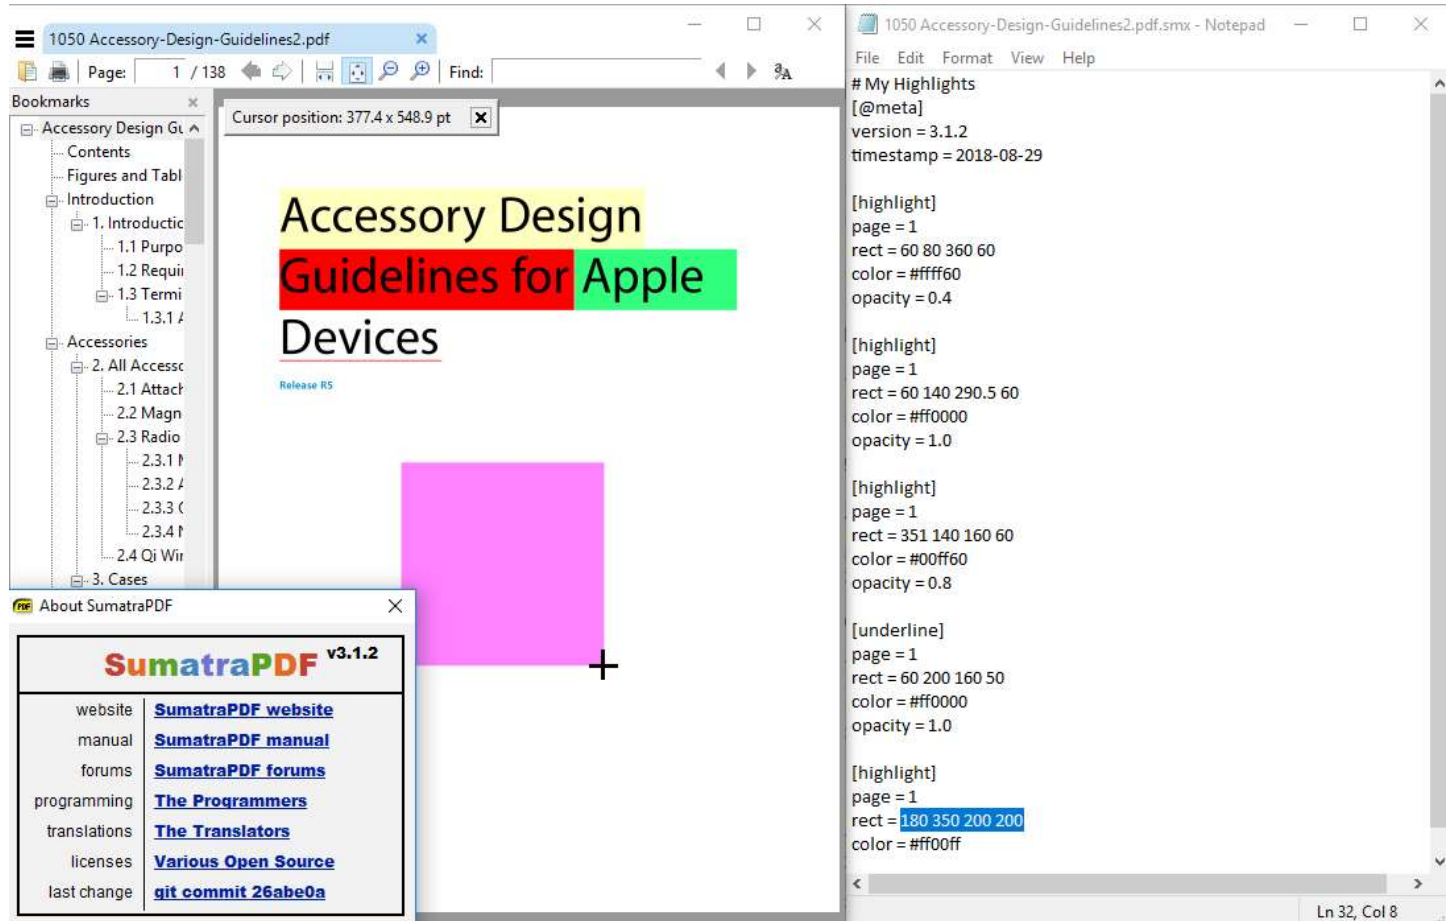 1050 Accessory-Design-Guidelines2.pdf
Page: 1 / 138 Find:
Bookmarks
Accessory Design Gu
Contents
Figures and Tabl
Introduction
1. Introductic
1.1 Purpo
1.2 Requir
1.3 Termi
1.3.1 A
Accessories
2. All Accessc
2.1 Attach
2.2 Magn
2.3 Radio
2.3.1 N
2.3.2 A
2.3.3 C
2.3.4 N
2.4 Qi Wir
3. Cases
Cursor position: 377.4 x 548.9 pt
Accessory Design
Guidelines for Apple
Devices
Release R5
About SumatraPDF
SumatraPDF v3.1.2
website SumatraPDF website
manual SumatraPDF manual
forums SumatraPDF forums
programming The Programmers
translations The Translators
licenses Various Open Source
last change git commit 26abe0a
1050 Accessory-Design-Guidelines2.pdf.smx - Notepad
File Edit Format View Help
# My Highlights
[@meta]
version = 3.1.2
timestamp = 2018-08-29
[highlight]
page = 1
rect = 60 80 360 60
color = #ffff60
opacity = 0.4
[highlight]
page = 1
rect = 60 140 290.5 60
color = #ff0000
opacity = 1.0
[highlight]
page = 1
rect = 351 140 160 60
color = #00ff60
opacity = 0.8
[underline]
page = 1
rect = 60 200 160 50
color = #ff0000
opacity = 1.0
[highlight]
page = 1
rect = 180 350 200 200
color = #ff00ff
Ln 32, Col 8